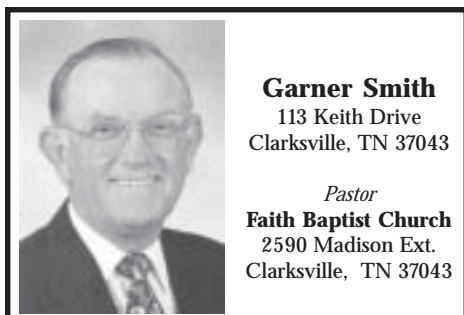 Garner Smith
113 Keith Drive
Clarksville, TN 37043
Pastor
Faith Baptist Church
2590 Madison Ext.
Clarksville, TN 37043